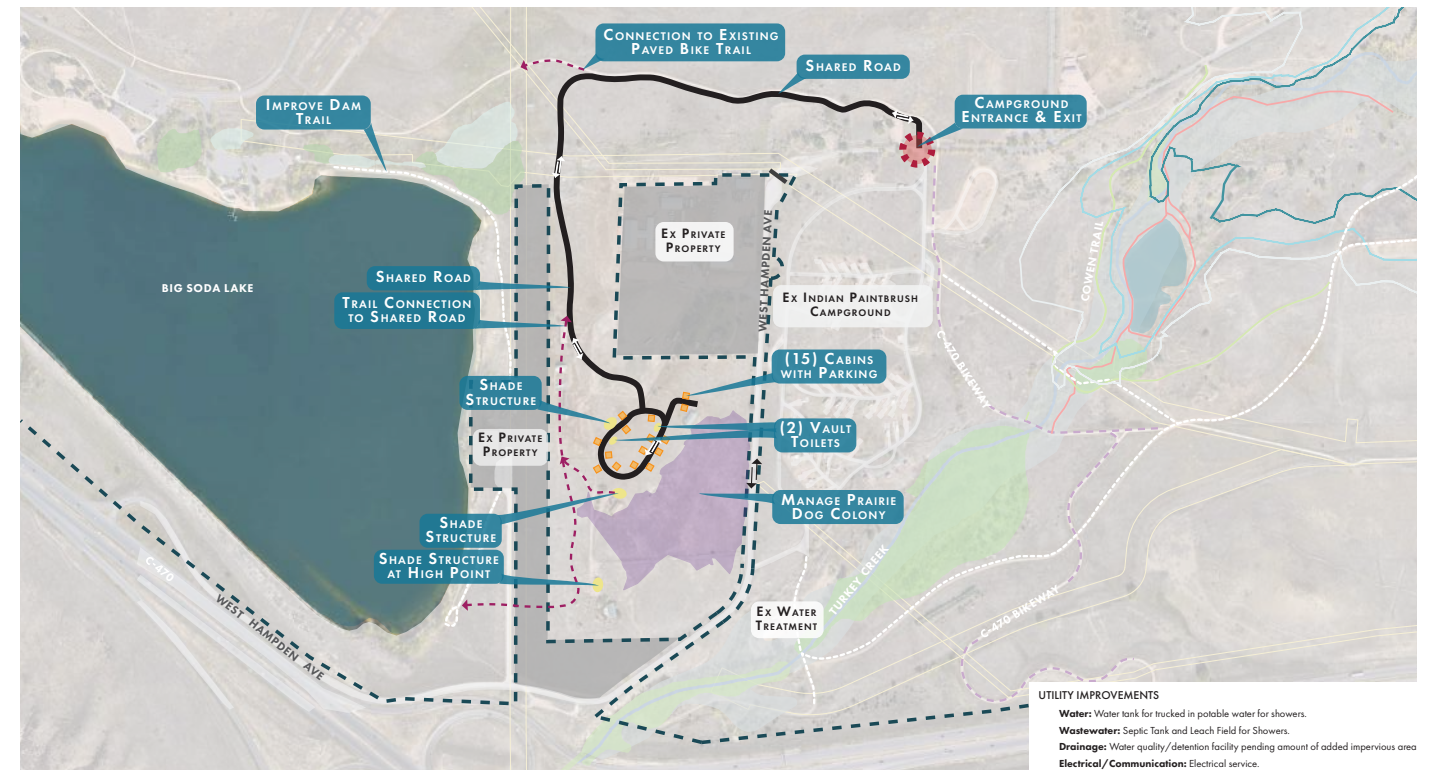 Connection to Existing
Paved Bike Trail
Shared Road
Improve Dam
Trail
Campground
Entrance & Exit
Ex Private
Property
WEST HAMPDEN AVE
COWEN TRAIL
Shared Road
BIG SODA LAKE
Trail Connection
to Shared Road
Ex Indian Paintbrush
Campground
C-470 BIKEWAY
(15) Cabins
with Parking
Shade
Structure
Ex Private
Property
(2) Vault
Toilets
Manage Prairie
Dog Colony
Shade
Structure
Shade Structure
at High Point
C-470
WEST HAMPDEN AVE
TURKEY CREEK
Ex Water
Treatment
C-470 BIKEWAY
UTILITY IMPROVEMENTS
Water: Water tank for trucked in potable water for showers.
Wastewater: Septic Tank and Leach Field for Showers.
Drainage: Water quality/detention facility pending amount of added impervious area
Electrical/Communication: Electrical service.